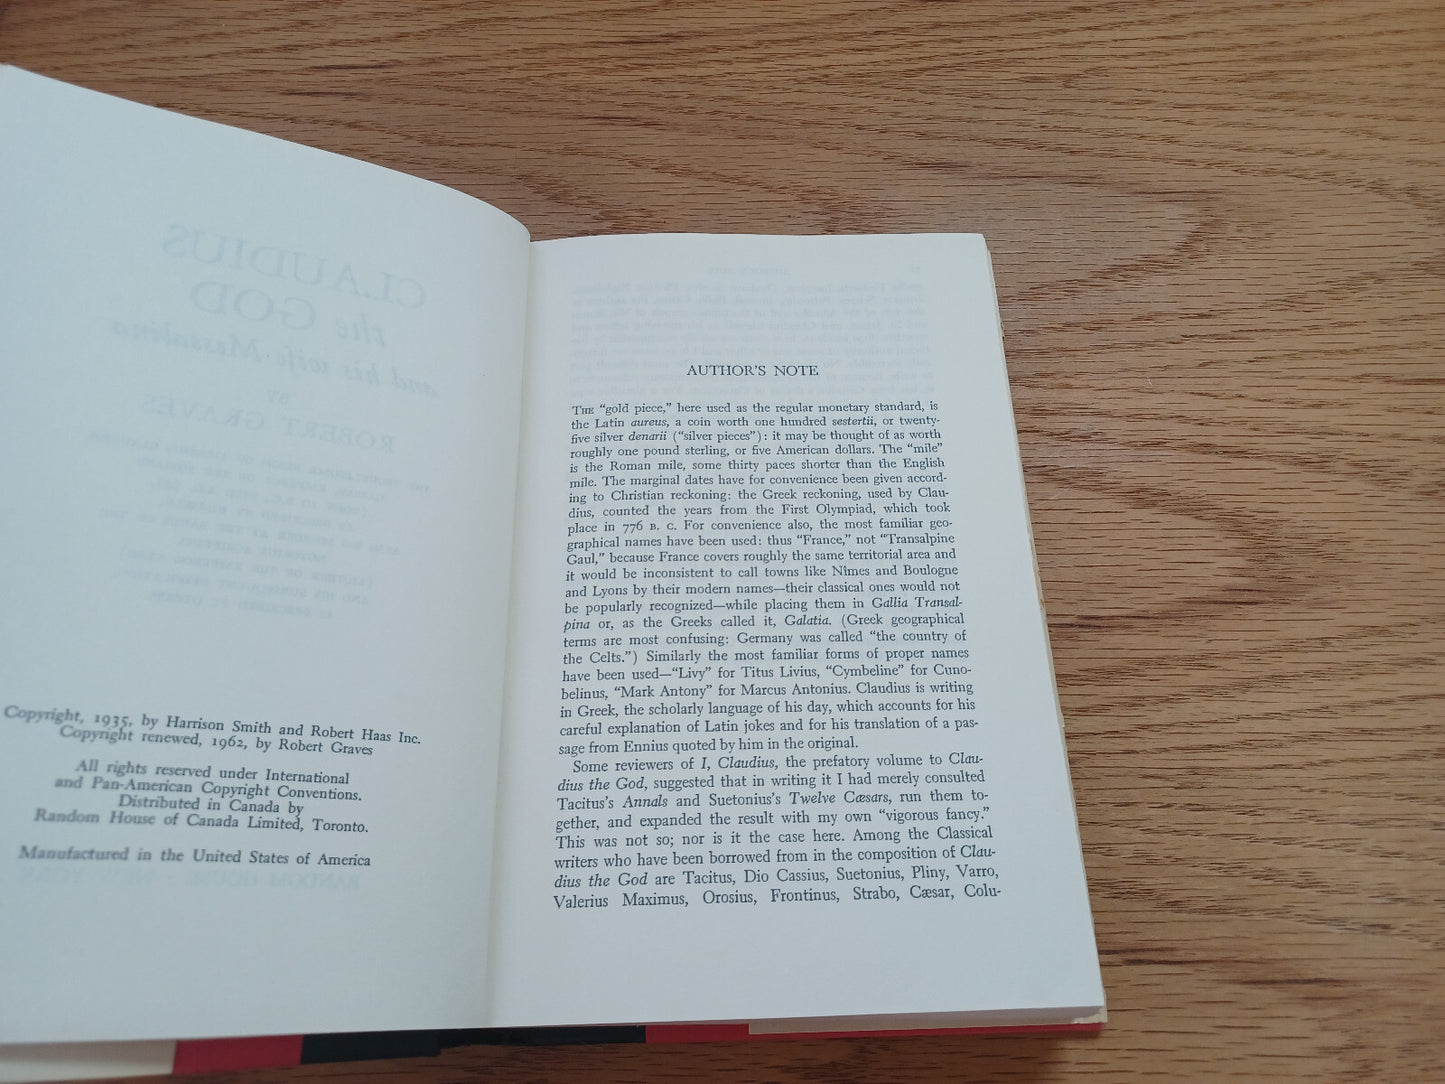 Copyright, 1935, by Harrison Smith and Robert Haas Inc.
Copyright renewed, 1962, by Robert Graves
All rights reserved under International
and Pan-American Copyright Conventions.
Distributed in Canada by
Random House of Canada Limited, Toronto.
Manufactured in the United States of America
AUTHOR'S NOTE
THE “gold piece,” here used as the regular monetary standard, is
the Latin aureus, a coin worth one hundred sestertii, or twenty-
five silver denarii (“silver pieces”): it may be thought of as worth
roughly one pound sterling, or five American dollars. The “mile”
is the Roman mile, some thirty paces shorter than the English
mile. The marginal dates have for convenience been given accord-
ing to Christian reckoning: the Greek reckoning, used by Clau-
dius, counted the years from the First Olympiad, which took
place in 776 B. C. For convenience also, the most familiar geo-
graphical names have been used: thus “France,” not “Transalpine
Gaul,” because France covers roughly the same territorial area and
it would be inconsistent to call towns like Nîmes and Boulogne
and Lyons by their modern names—their classical ones would not
be popularly recognized—while placing them in Gallia Transal-
pina or, as the Greeks called it, Galatia. (Greek geographical
terms are most confusing: Germany was called “the country of
the Celts.”) Similarly the most familiar forms of proper names
have been used—“Livy” for Titus Livius, “Cymbeline” for Cuno-
belinus, “Mark Antony” for Marcus Antonius. Claudius is writing
in Greek, the scholarly language of his day, which accounts for his
careful explanation of Latin jokes and for his translation of a pas-
sage from Ennius quoted by him in the original.
Some reviewers of I, Claudius, the prefatory volume to Clau-
dius the God, suggested that in writing it I had merely consulted
Tacitus's Annals and Suetonius's Twelve Cæsars, run them to-
gether, and expanded the result with my own “vigorous fancy.”
This was not so; nor is it the case here. Among the Classical
writers who have been borrowed from in the composition of Clau-
dius the God are Tacitus, Dio Cassius, Suetonius, Pliny, Varro,
Valerius Maximus, Orosius, Frontinus, Strabo, Cæsar, Colu-